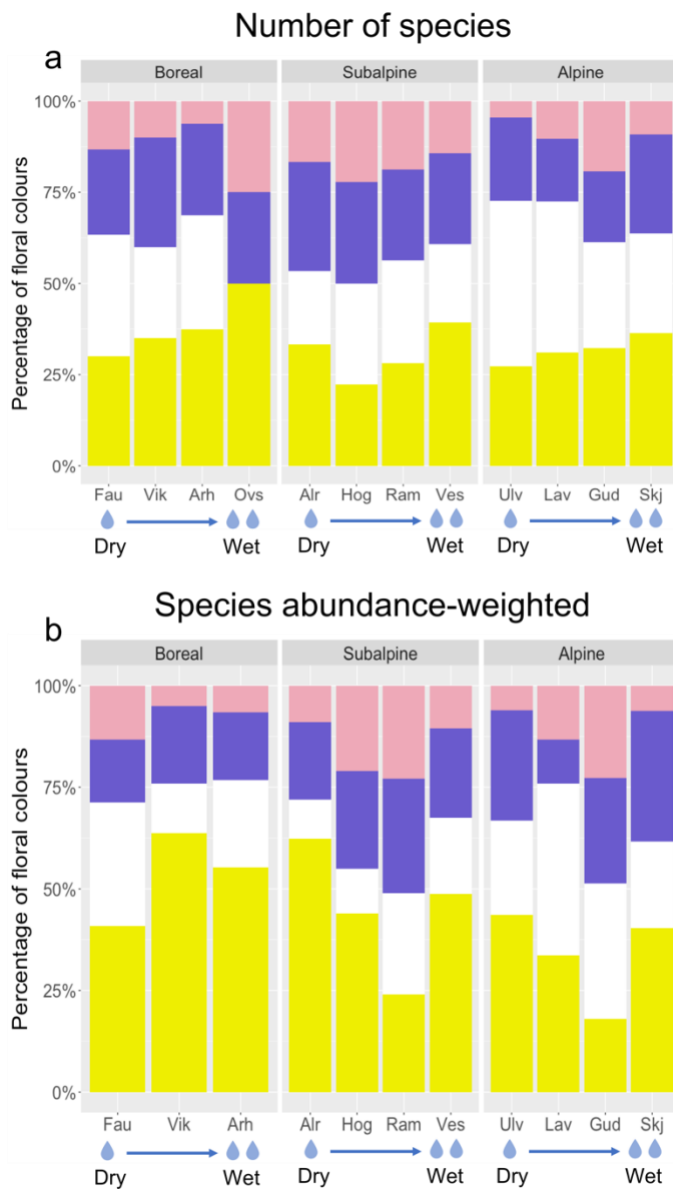 Number of species
a
Boreal Subalpine Alpine
Percentage of floral colours
100%
75%
50%
25%
0%
Fau Vik Arh Ovs Alr Hog Ram Ves Ulv Lav Gud Skj
Dry Wet Dry Wet Dry Wet
Species abundance-weighted
b
Boreal Subalpine Alpine
Percentage of floral colours
100%
75%
50%
25%
0%
Fau Vik Arh Alr Hog Ram Ves Ulv Lav Gud Skj
Dry Wet Dry Wet Dry Wet